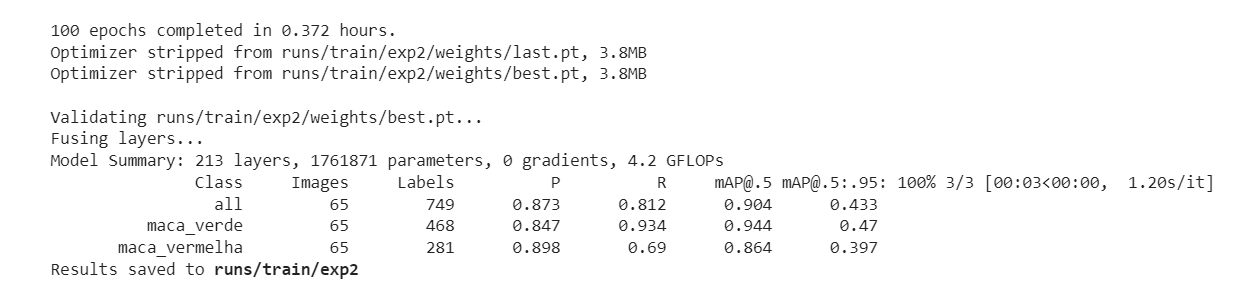 100 epochs completed in 0.372 hours.
Optimizer stripped from runs/train/exp2/weights/last.pt, 3.8MB
Optimizer stripped from runs/train/exp2/weights/best.pt, 3.8MB
Validating runs/train/exp2/weights/best.pt...
Fusing layers...
Model Summary: 213 layers, 1761871 parameters, 0 gradients, 4.2 GFLOPs
Class Images Labels P R mAP@.5 mAP@.5:.95: 100% 3/3 [00:03<00:00, 1.20s/it]
all 65 749 0.873 0.812 0.904 0.433
maca_verde 65 468 0.847 0.934 0.944 0.47
maca_vermelha 65 281 0.898 0.69 0.864 0.397
Results saved to runs/train/exp2